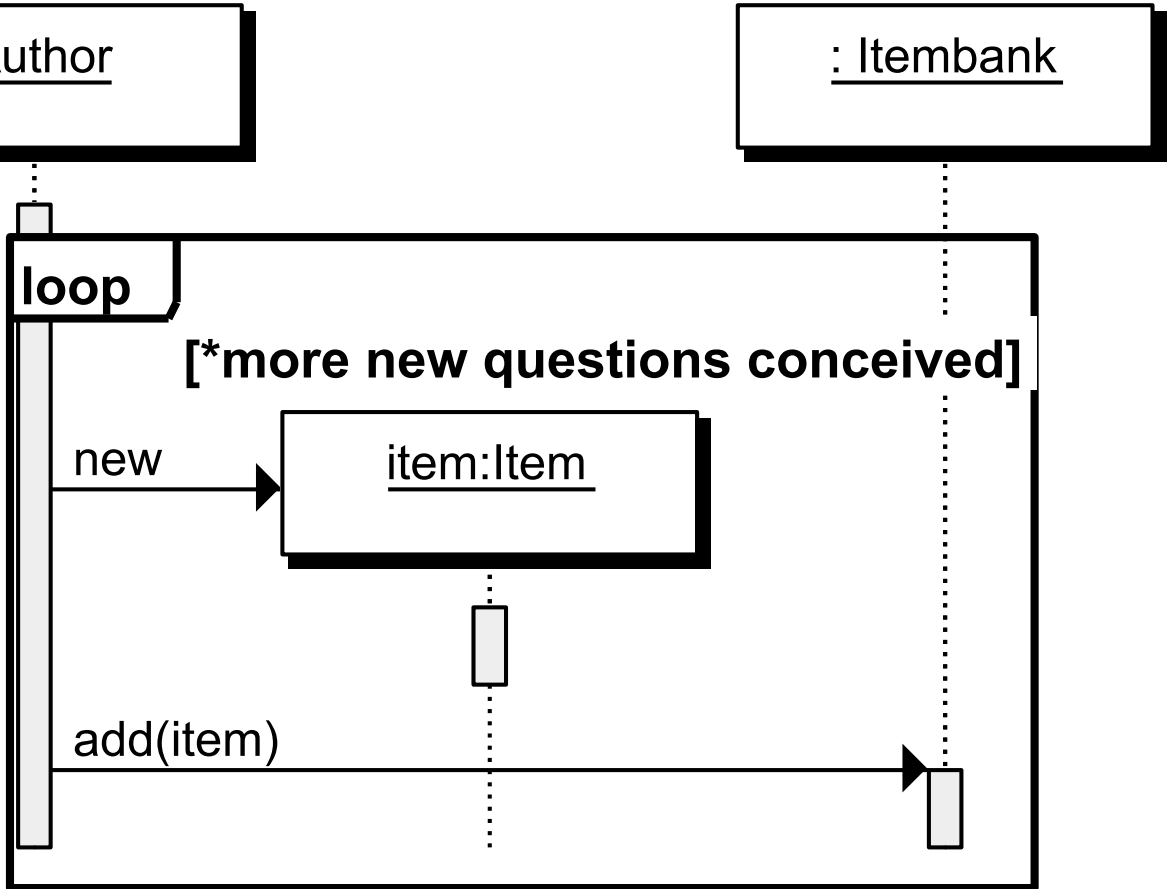 uthor
: Itembank
loop
[*more new questions conceived]
new
item:Item
add(item)